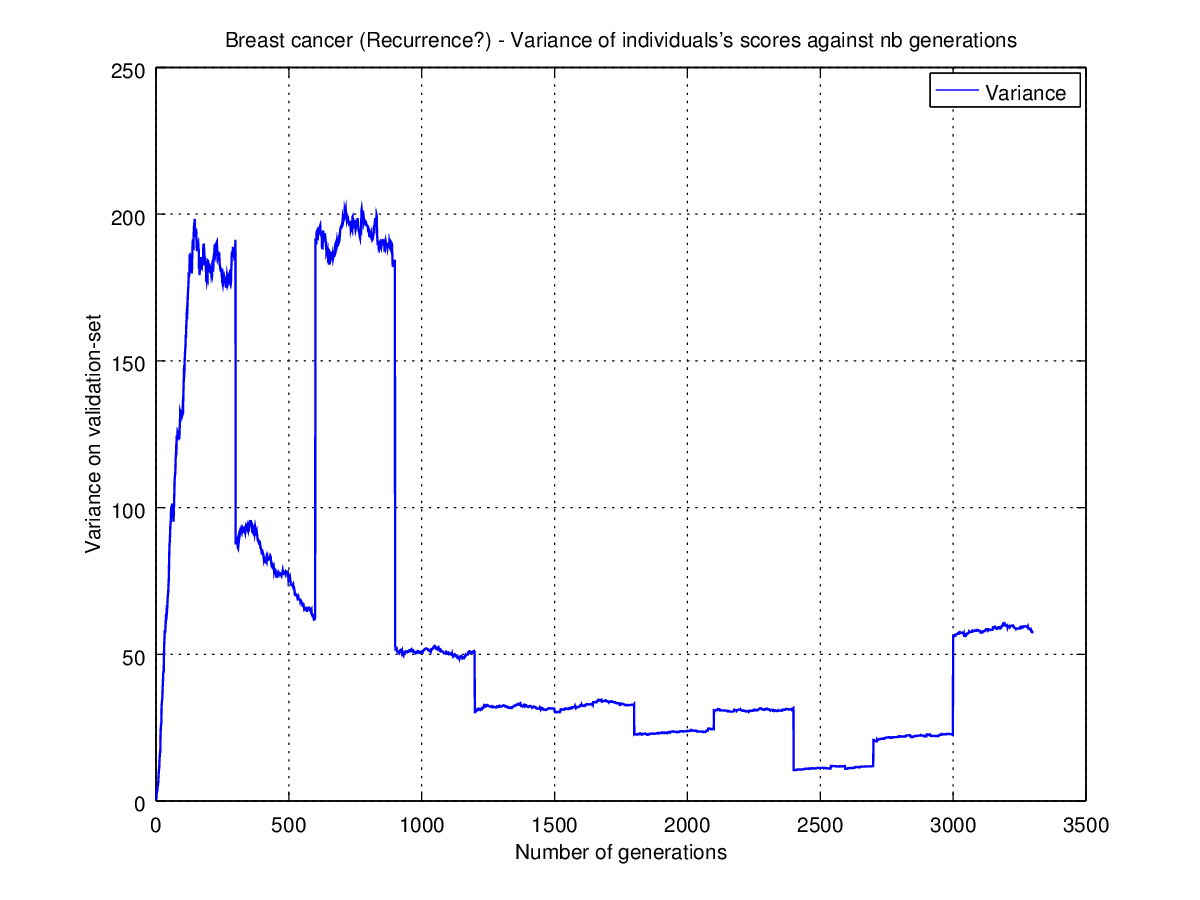 Breast cancer (Recurrence?) - Variance of individuals's scores against nb generations
Variance
250
200
150
100
50
0
Variance on validation-set
0 500 1000 1500 2000 2500 3000 3500
Number of generations